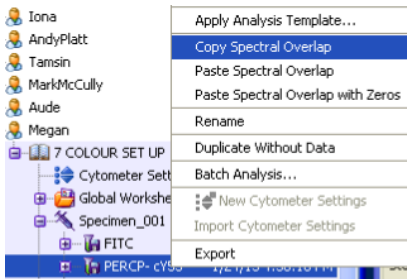 Iona
AndyPlatt
Tamsin
MarkMcCully
Aude
Megan
7 COLOUR SET UP
Cytometer Sett
Global Workshe
Specimen_001
FITC
PERCP- cY55
Apply Analysis Template...
Copy Spectral Overlap
Paste Spectral Overlap
Paste Spectral Overlap with Zeros
Rename
Duplicate Without Data
Batch Analysis...
New Cytometer Settings
Import Cytometer Settings
Export